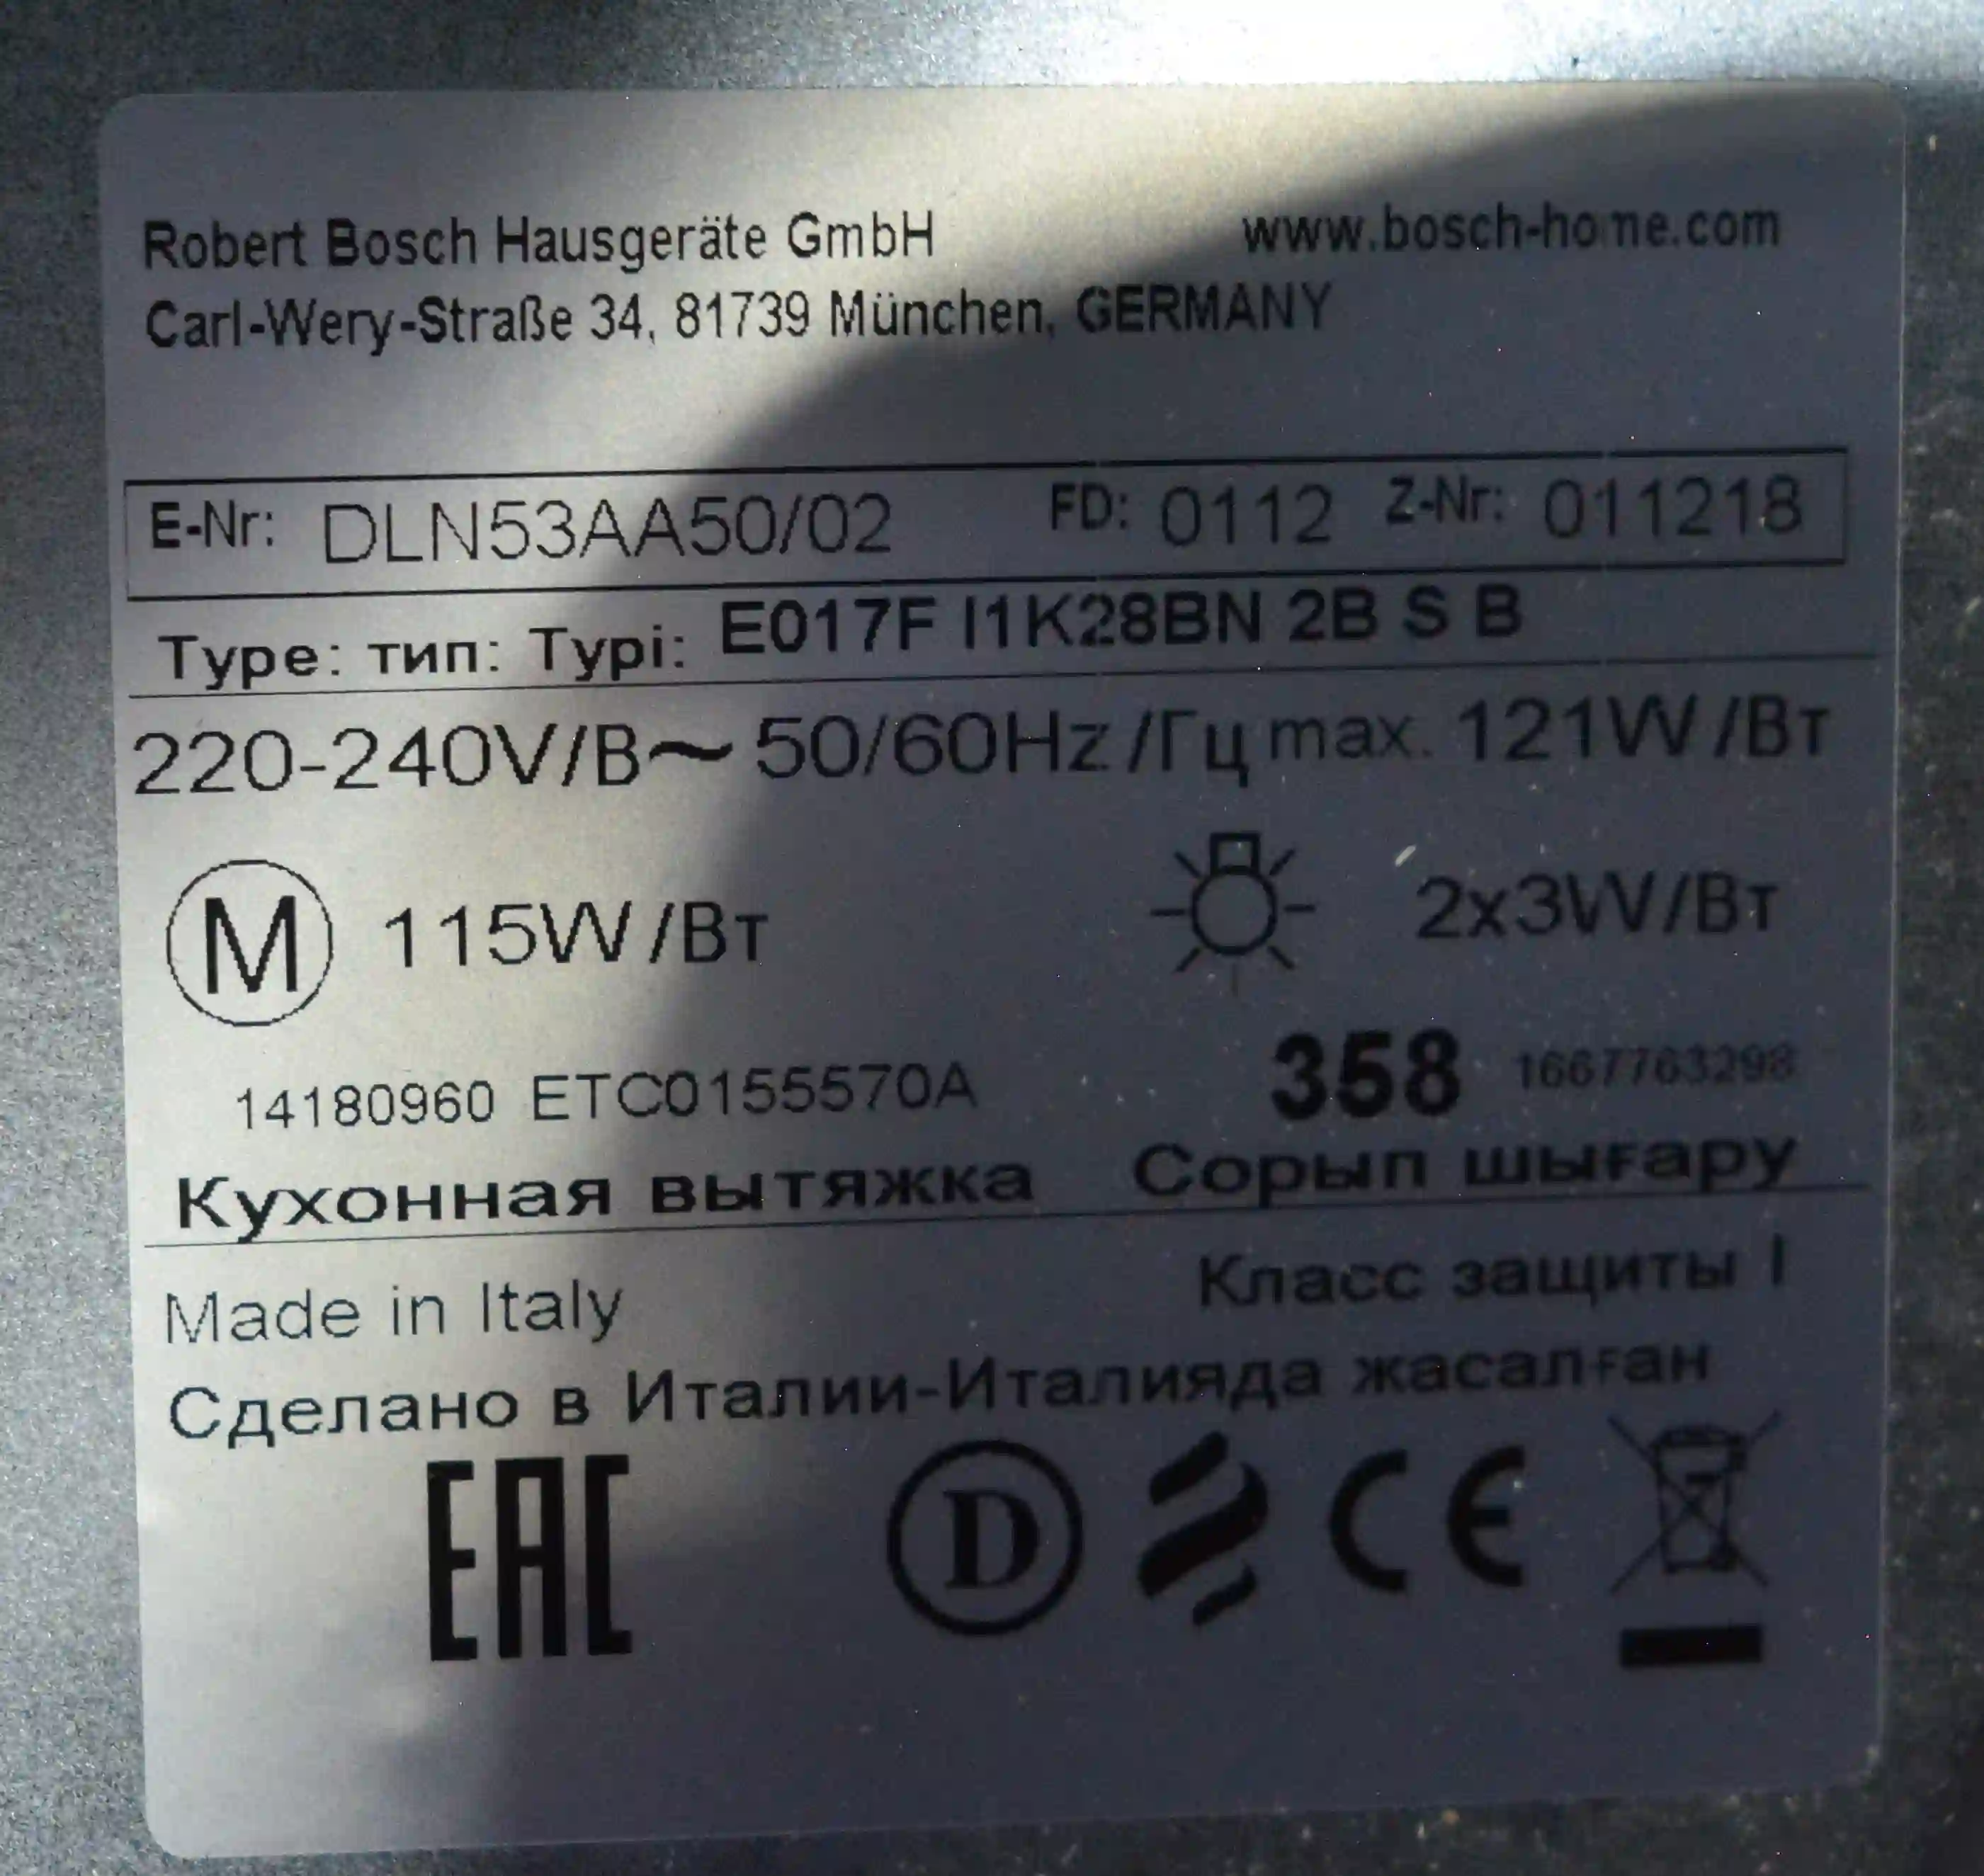 Robert Bosch Hausgeräte GmbH www.bosch-home.com
Carl-Wery-Straße 34, 81739 München, GERMANY
E-Nr: DLN53AA50/02 FD: 0112 Z-Nr: 011218
Type: тип: Typi: E017F I1K28BN 2B S B
220-240V/В~ 50/60Hz/Гц max. 121W/Вт
M 115W/Вт 2x3W/Вт
14180960 ETC0155570A 358 1667763298
Кухонная вытяжка Сорып шығару
Made in Italy Класс защиты I
Сделано в Италии-Италияда жасалған
EAC D CE